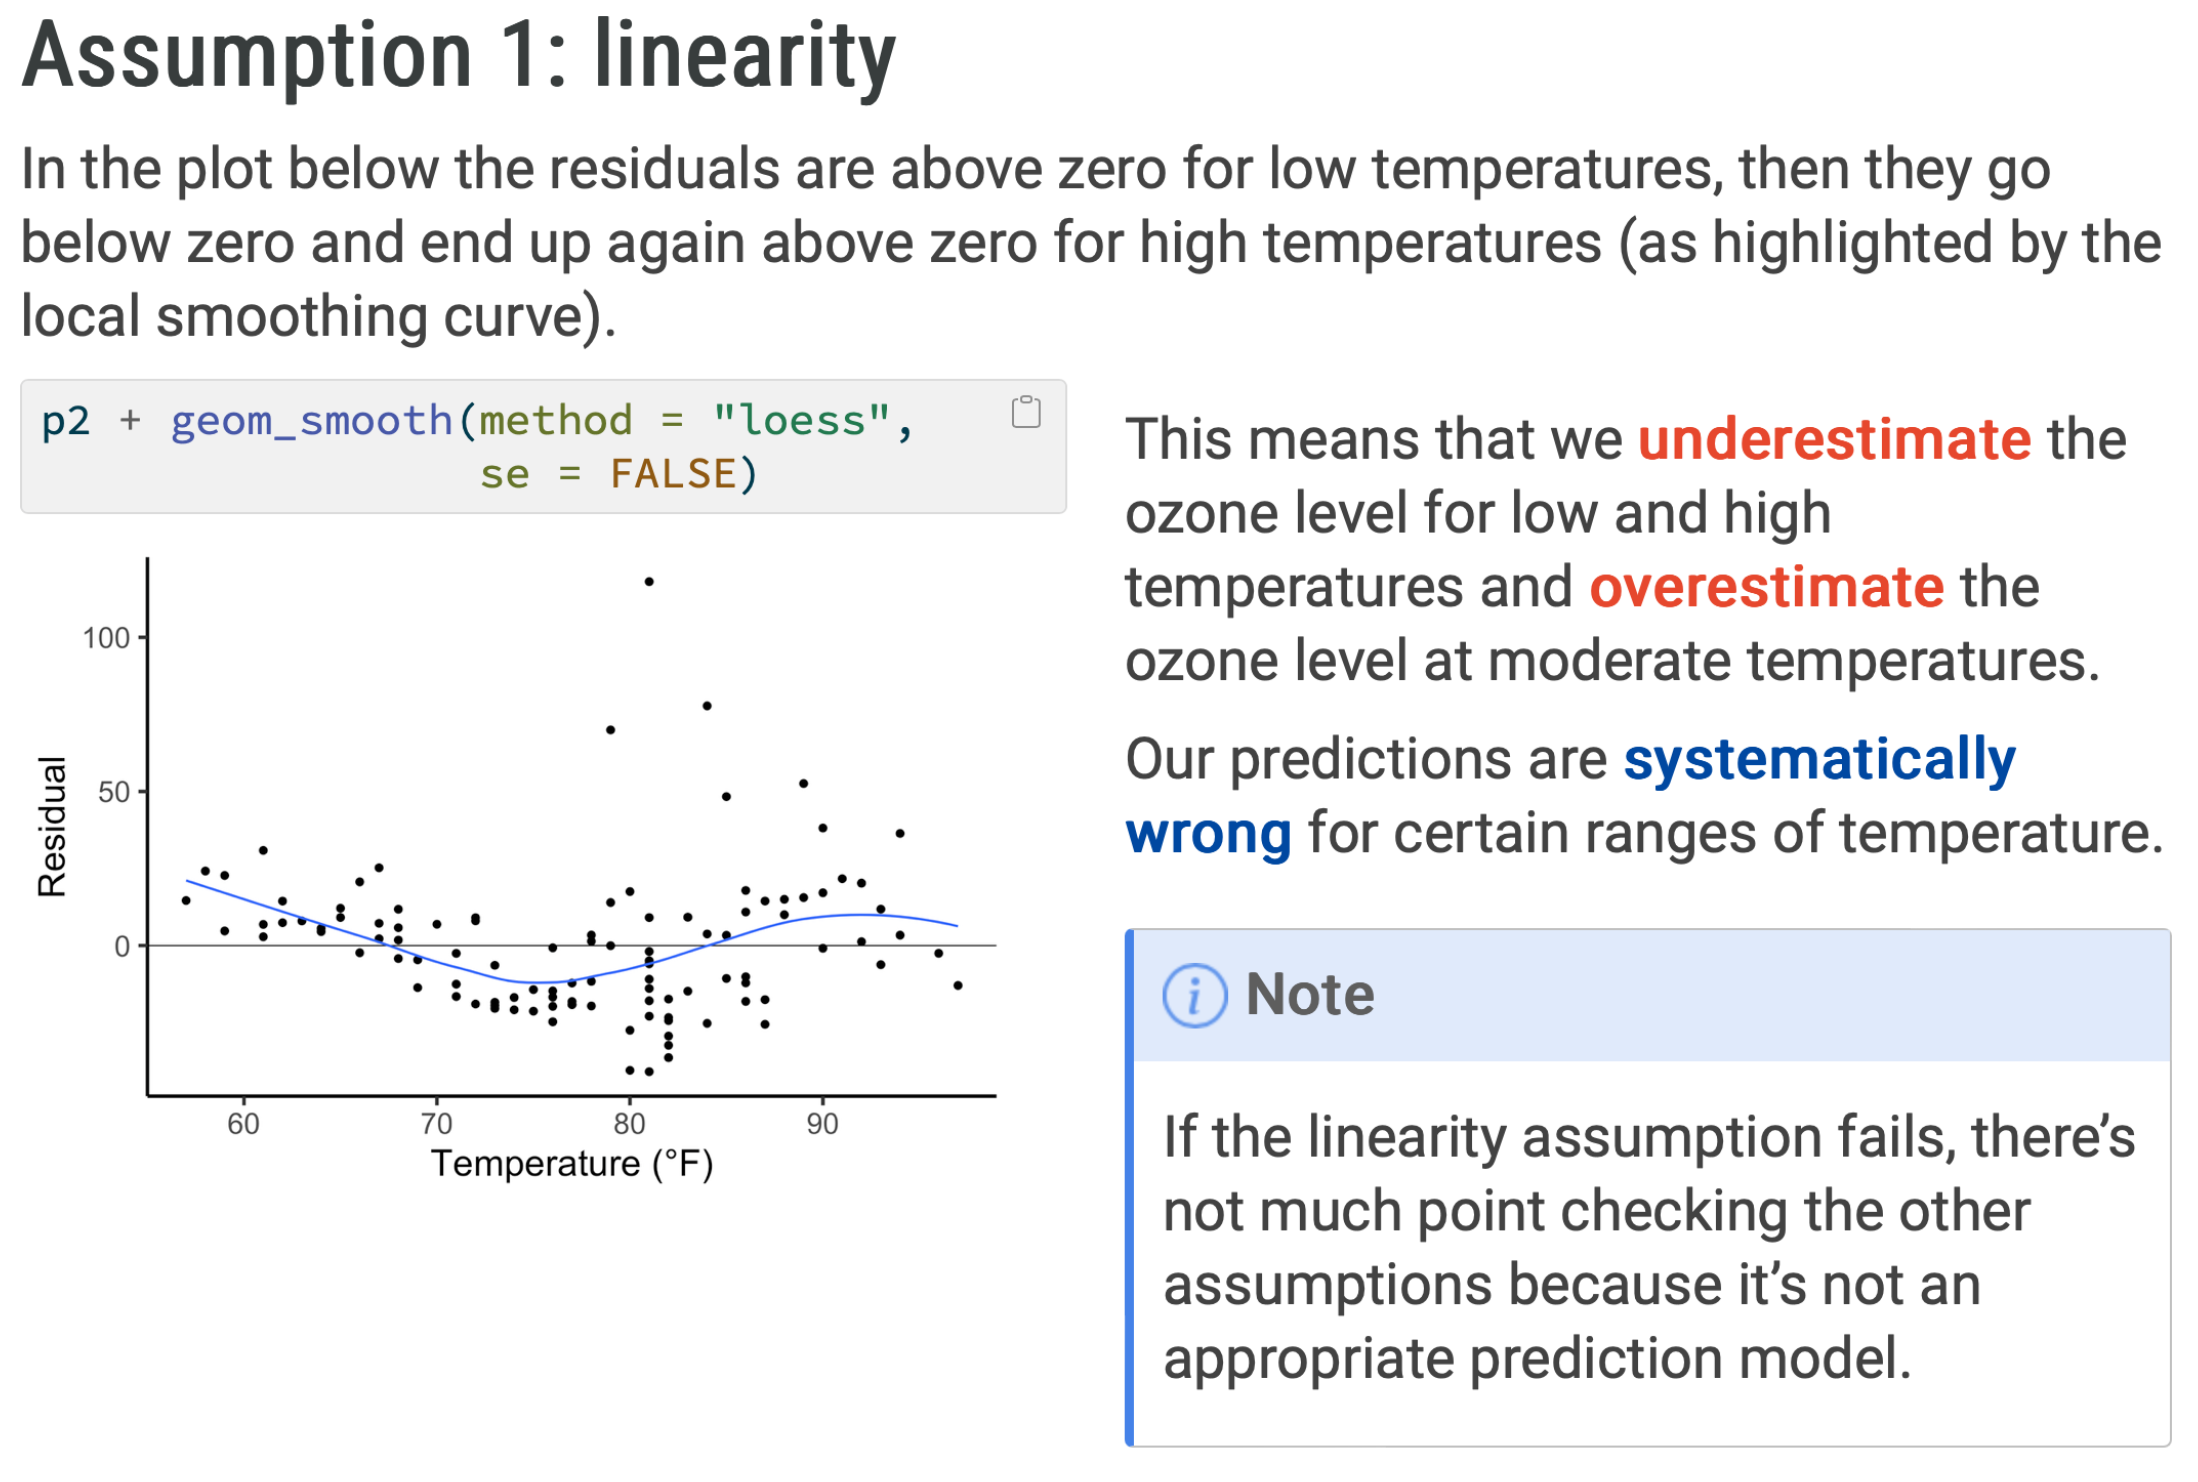 Assumption 1: linearity
In the plot below the residuals are above zero for low temperatures, then they go
below zero and end up again above zero for high temperatures (as highlighted by the
local smoothing curve).
p2 + geom_smooth(method = "loess",
se = FALSE)
100
50
0
Residual
60 70 80 90
Temperature (°F)
This means that we underestimate the
ozone level for low and high
temperatures and overestimate the
ozone level at moderate temperatures.
Our predictions are systematically
wrong for certain ranges of temperature.
Note
If the linearity assumption fails, there’s
not much point checking the other
assumptions because it’s not an
appropriate prediction model.